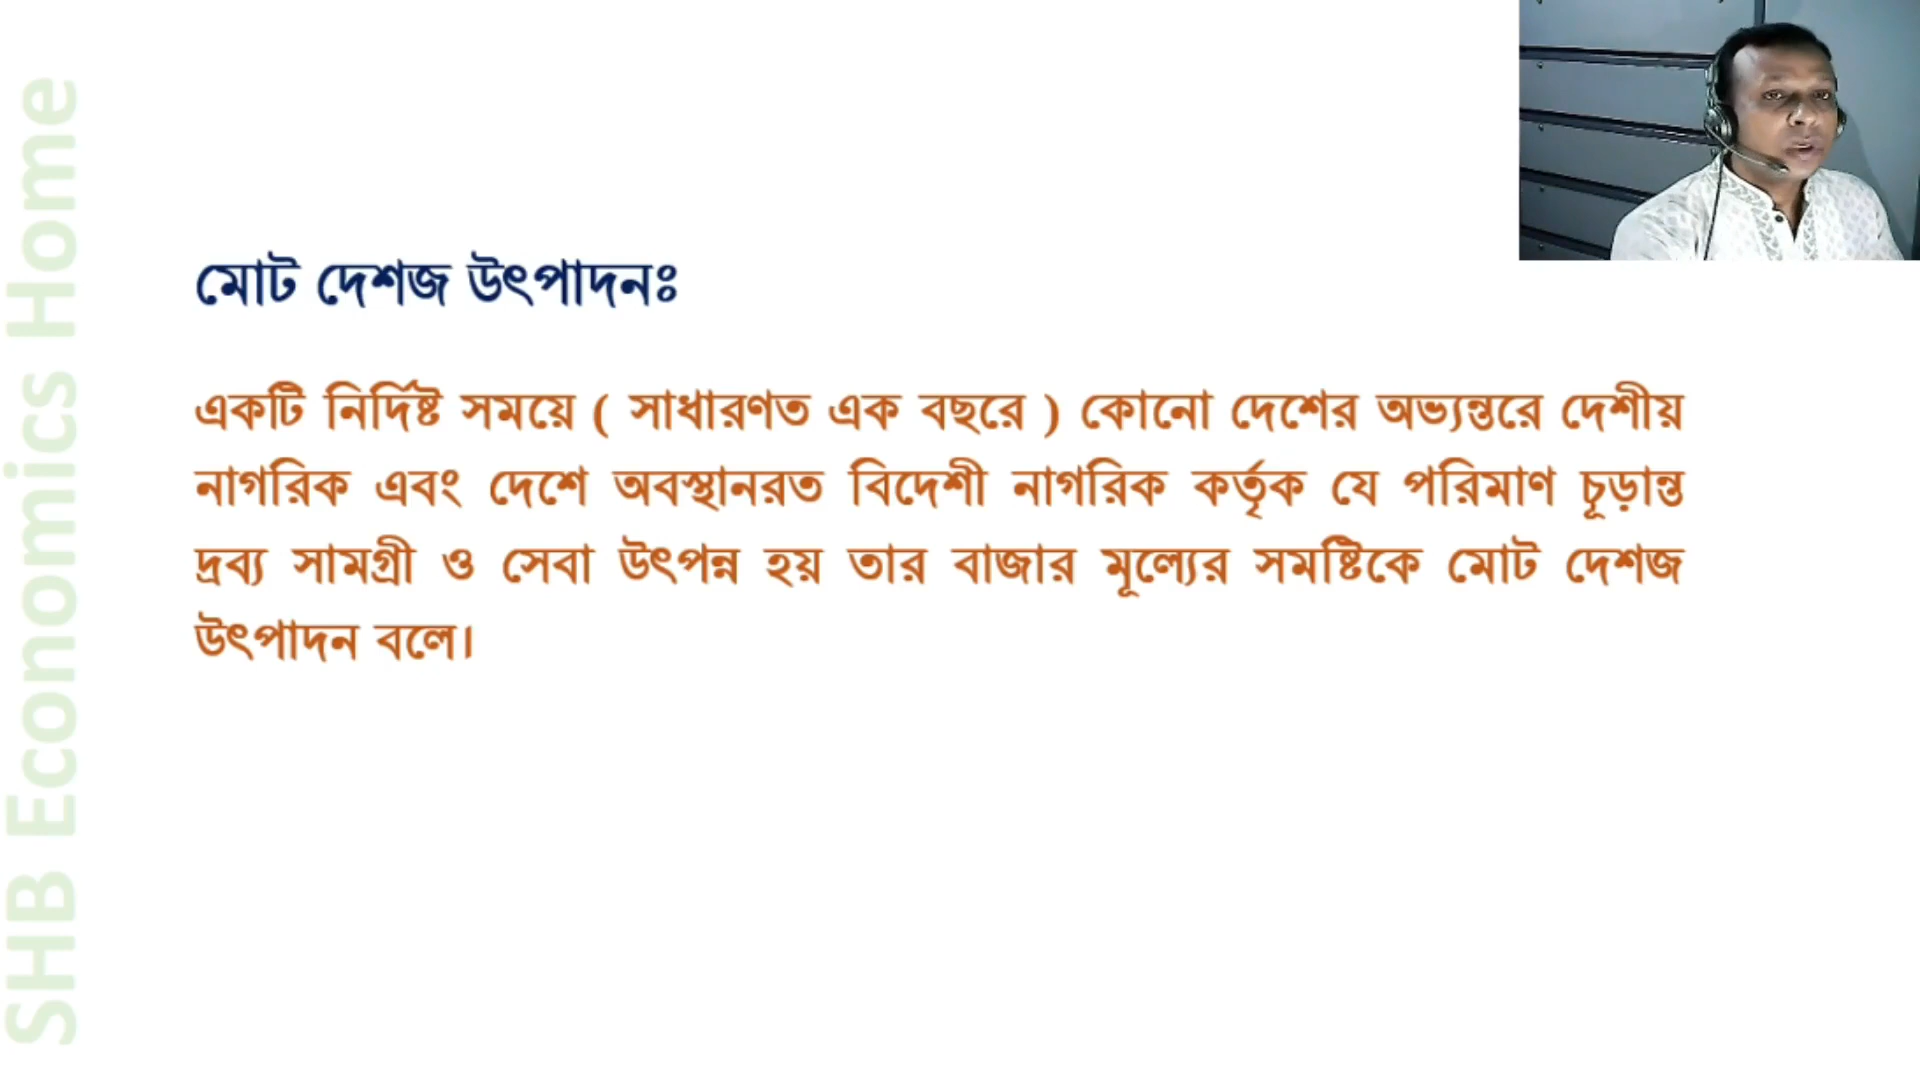 SHB Economics Home
মোট দেশজ উৎপাদনঃ
একটি নির্দিষ্ট সময়ে ( সাধারণত এক বছরে ) কোনো দেশের অভ্যন্তরে দেশীয়
নাগরিক এবং দেশে অবস্থানরত বিদেশী নাগরিক কর্তৃক যে পরিমাণ চূড়ান্ত
দ্রব্য সামগ্রী ও সেবা উৎপন্ন হয় তার বাজার মূল্যের সমষ্টিকে মোট দেশজ
উৎপাদন বলে।